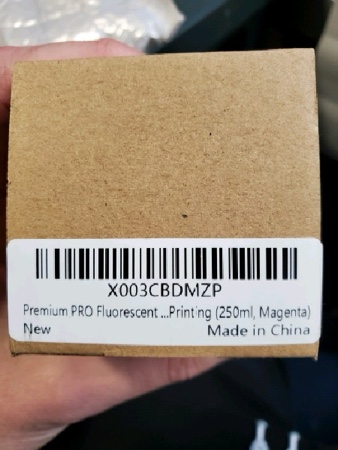 X003CBDMZP
Premium PRO Fluorescent ...Printing (250ml, Magenta)
New
Made in China